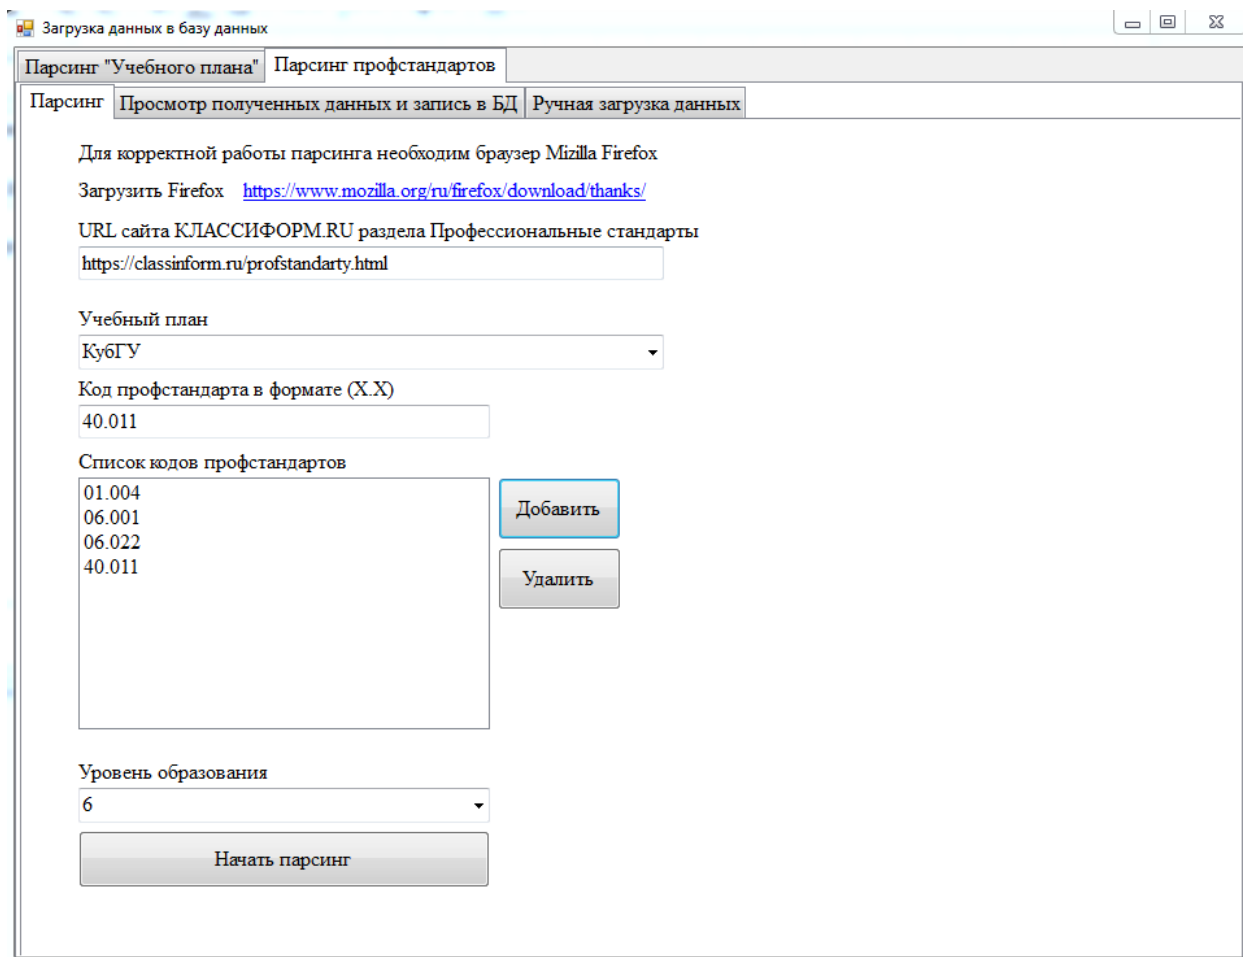 Загрузка данных в базу данных
Парсинг "Учебного плана" Парсинг профстандартов
Парсинг Просмотр полученных данных и запись в БД Ручная загрузка данных
Для корректной работы парсинга необходим браузер Mizilla Firefox
Загрузить Firefox https://www.mozilla.org/ru/firefox/download/thanks/
URL сайта КЛАССИФОРМ.RU раздела Профессиональные стандарты
https://classinform.ru/profstandarty.html
Учебный план
КубГУ
Код профстандарта в формате (X.X)
40.011
Список кодов профстандартов
01.004
06.001
06.022
40.011
Добавить
Удалить
Уровень образования
6
Начать парсинг